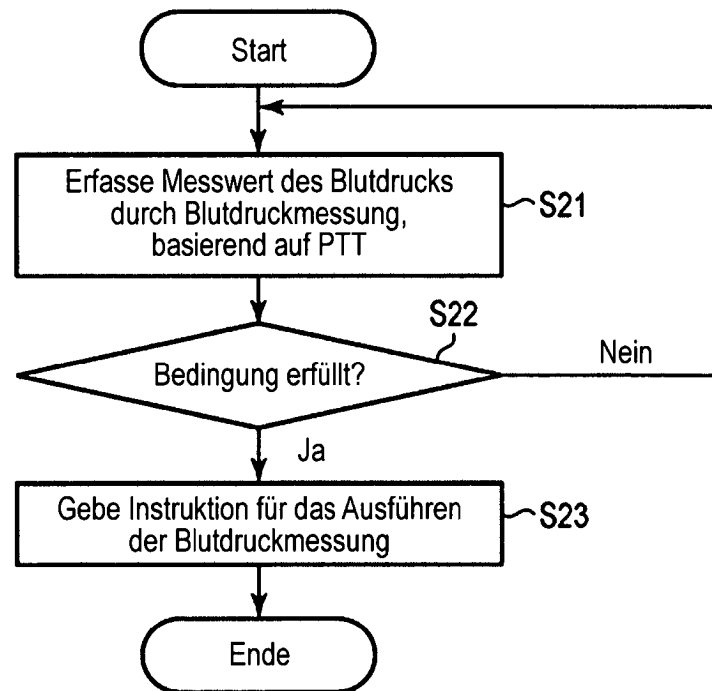 Start
Erfasse Messwert des Blutdrucks
durch Blutdruckmessung,
basierend auf PTT
S21
S22
Bedingung erfüllt?
Nein
Ja
Gebe Instruktion für das Ausführen
der Blutdruckmessung
S23
Ende